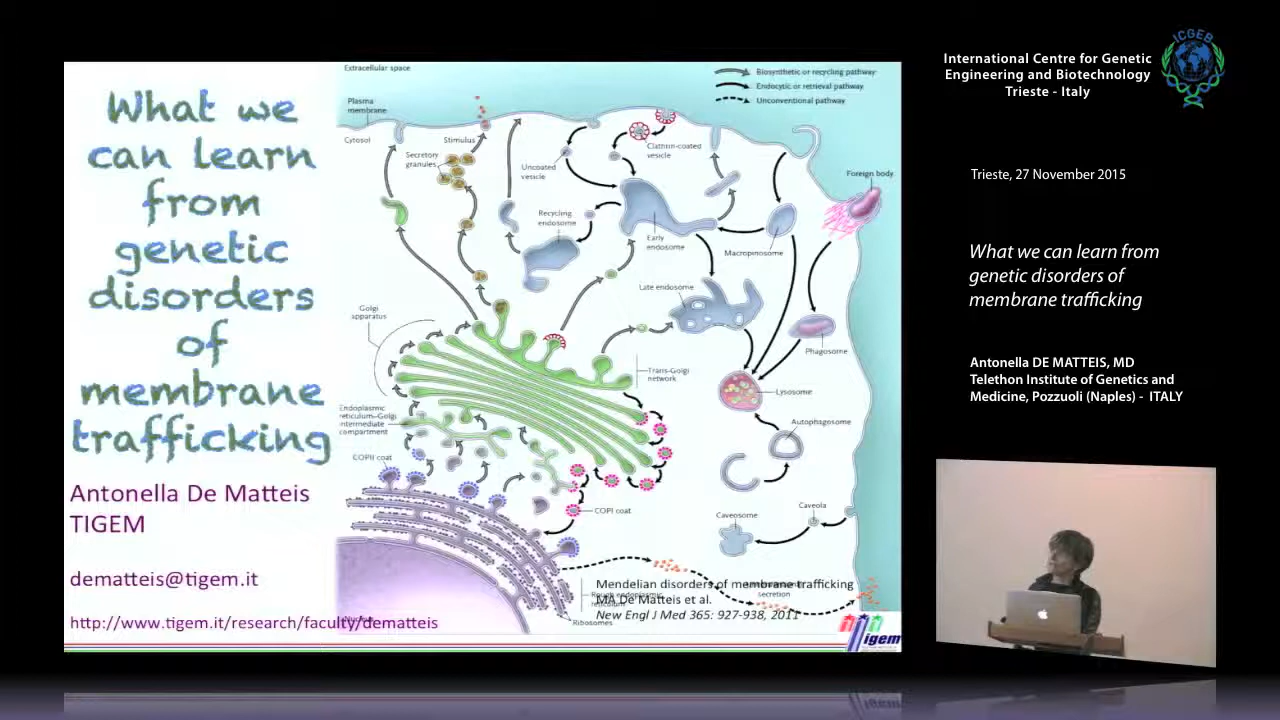 What we
can learn
from
genetic
disorders
of
membrane
trafficking
Antonella De Matteis
TIGEM
dematteis@tigem.it
http://www.tigem.it/research/faculty/dematteis
Extracellular space
Biosynthetic or recycling pathway
Endocytic or retrieval pathway
Unconventional pathway
Plasma
membrane
Cytosol
Stimulus
Secretory
granules
Uncoated
vesicle
Clathrin-coated
vesicle
Foreign body
Recycling
endosome
Early
endosome
Macropinosome
Late endosome
Golgi
apparatus
Phagosome
Trans-Golgi
network
Lysosome
Endoplasmic
reticulum–Golgi
intermediate
compartment
Autophagosome
COPII coat
COPI coat
Caveosome
Caveola
Mendelian disorders of membrane trafficking
MA De Matteis et al.
New Engl J Med 365: 927-938, 2011
secretion
Rough endoplasmic
reticulum
Ribosomes
igem
International Centre for Genetic
Engineering and Biotechnology
Trieste - Italy
ICGEB
Trieste, 27 November 2015
What we can learn from
genetic disorders of
membrane trafficking
Antonella DE MATTEIS, MD
Telethon Institute of Genetics and
Medicine, Pozzuoli (Naples) - ITALY